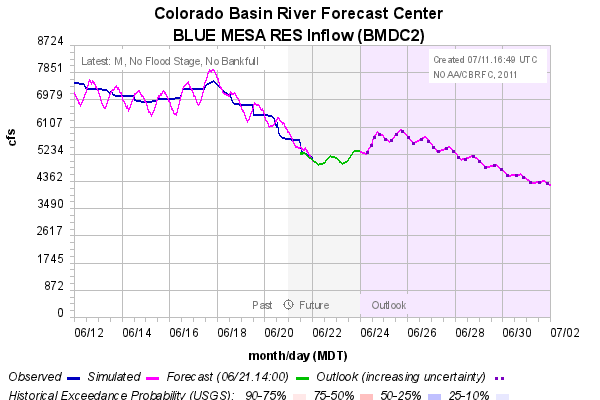 Colorado Basin River Forecast Center
BLUE MESA RES Inflow (BMDC2)
8724
Latest: M, No Flood Stage, No Bankfull
Created 07/11.16:49 UTC
NOAA/CBRFC, 2011
7851
6979
6107
cfs
5234
4362
3490
2617
1745
872
0
Past Future Outlook
06/12 06/14 06/16 06/18 06/20 06/22 06/24 06/26 06/28 06/30 07/02
month/day (MDT)
Observed Simulated Forecast (06/21.14:00) Outlook (increasing uncertainty)
Historical Exceedance Probability (USGS): 90-75% 75-50% 50-25% 25-10%